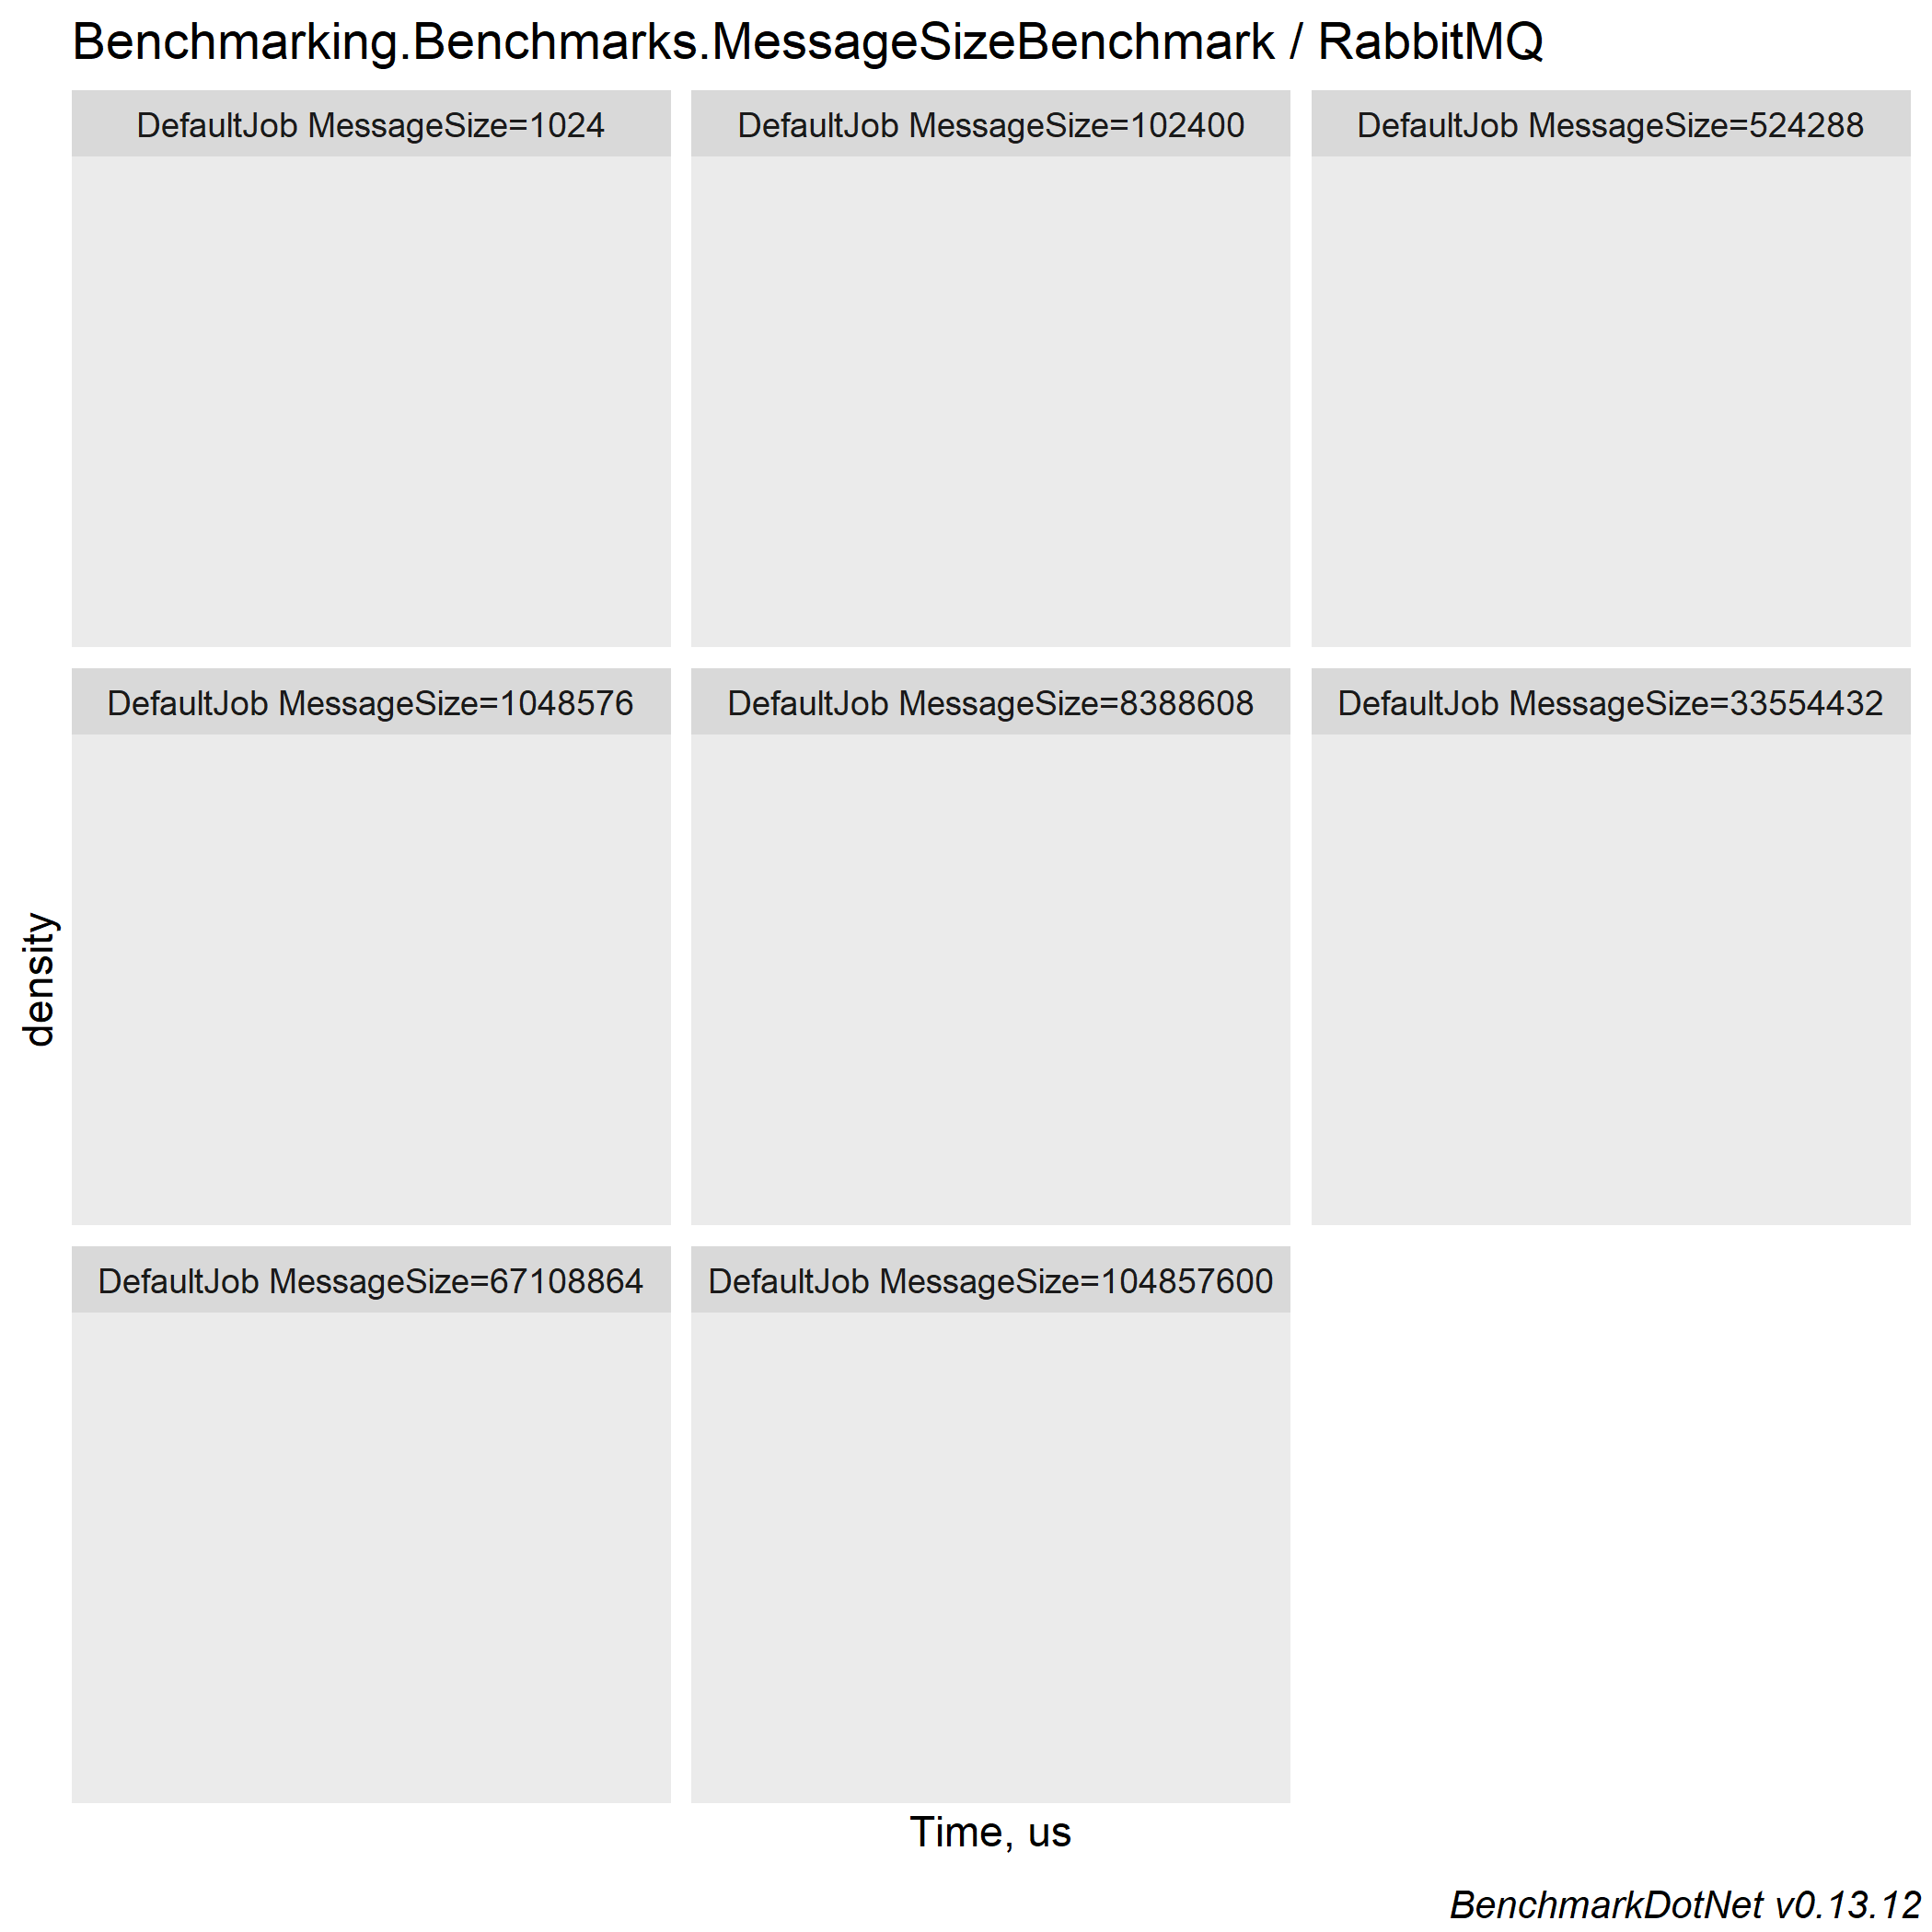 Benchmarking.Benchmarks.MessageSizeBenchmark / RabbitMQ
DefaultJob MessageSize=1024
DefaultJob MessageSize=102400
DefaultJob MessageSize=524288
DefaultJob MessageSize=1048576
DefaultJob MessageSize=8388608
DefaultJob MessageSize=33554432
density
DefaultJob MessageSize=67108864
DefaultJob MessageSize=104857600
Time, us
BenchmarkDotNet v0.13.12